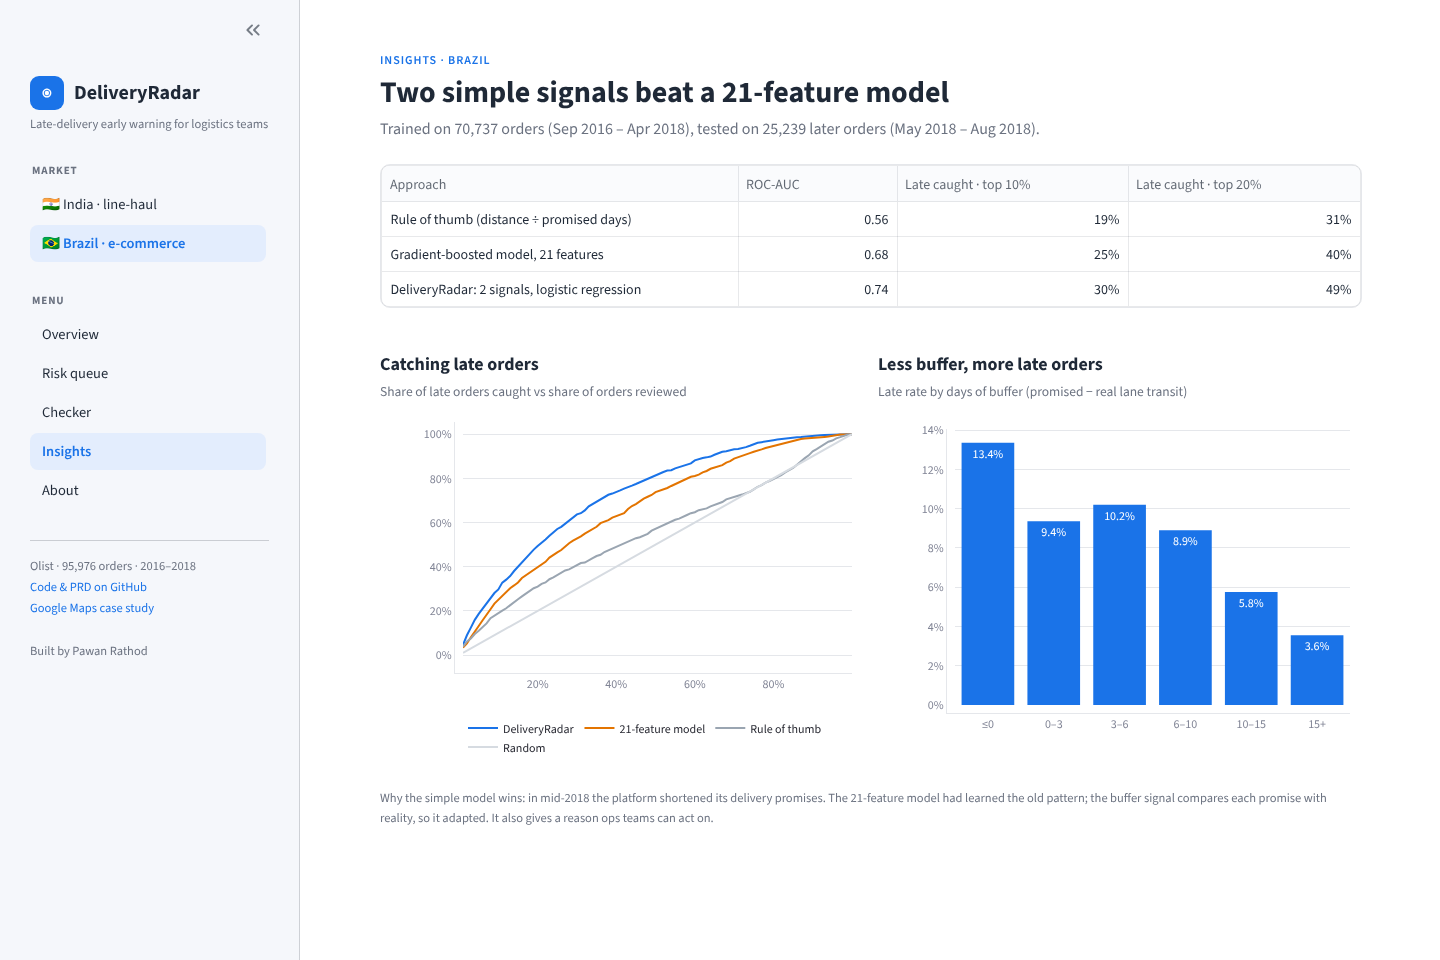 DeliveryRadar
Late-delivery early warning for logistics teams
MARKET
India · line-haul
Brazil · e-commerce
MENU
Overview
Risk queue
Checker
Insights
About
Olist · 95,976 orders · 2016–2018
Code & PRD on GitHub
Google Maps case study
Built by Pawan Rathod
INSIGHTS · BRAZIL
Two simple signals beat a 21-feature model
Trained on 70,737 orders (Sep 2016 – Apr 2018), tested on 25,239 later orders (May 2018 – Aug 2018).
Approach ROC-AUC Late caught · top 10% Late caught · top 20%
Rule of thumb (distance ÷ promised days) 0.56 19% 31%
Gradient-boosted model, 21 features 0.68 25% 40%
DeliveryRadar: 2 signals, logistic regression 0.74 30% 49%
Catching late orders
Share of late orders caught vs share of orders reviewed
100%
80%
60%
40%
20%
0%
20% 40% 60% 80%
DeliveryRadar 21-feature model Rule of thumb
Random
Less buffer, more late orders
Late rate by days of buffer (promised − real lane transit)
14%
12%
10%
8%
6%
4%
2%
0%
13.4% 9.4% 10.2% 8.9% 5.8% 3.6%
≤0 0–3 3–6 6–10 10–15 15+
Why the simple model wins: in mid-2018 the platform shortened its delivery promises. The 21-feature model had learned the old pattern; the buffer signal compares each promise with
reality, so it adapted. It also gives a reason ops teams can act on.